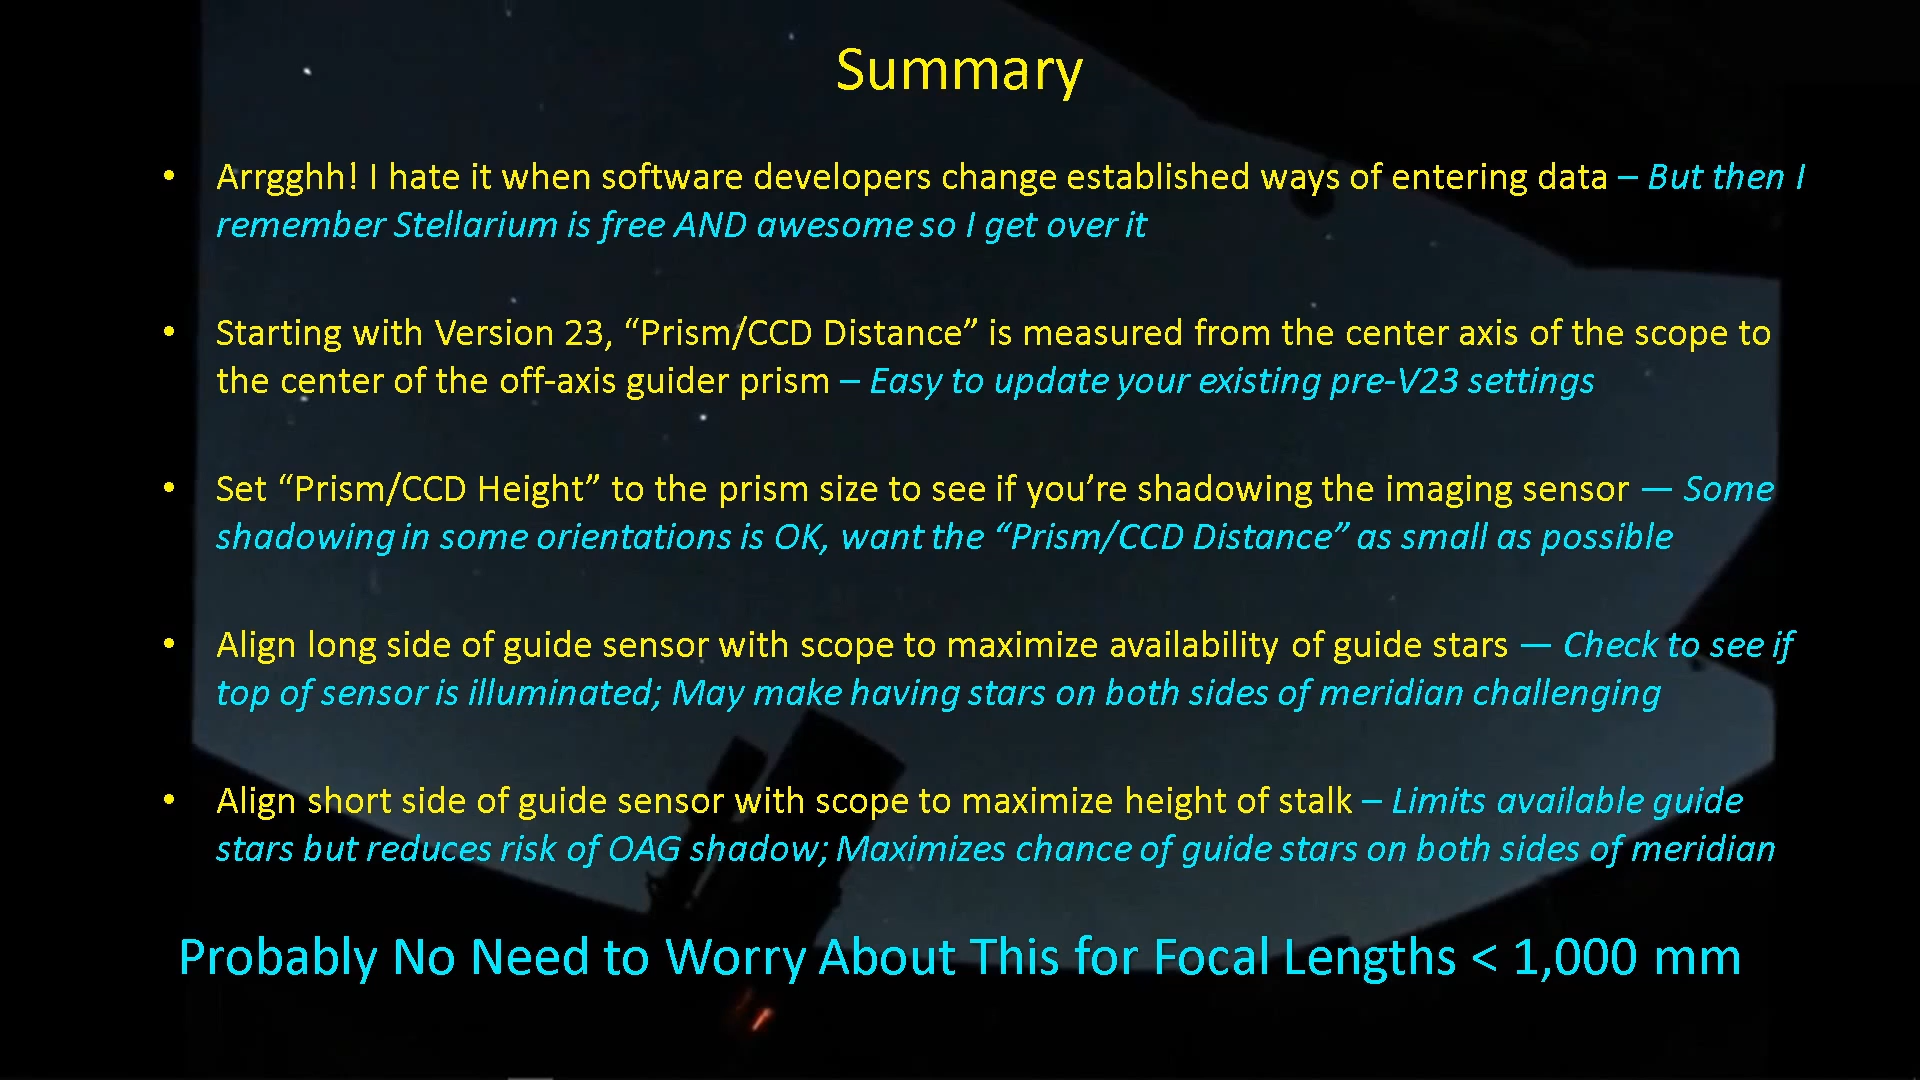 Summary
• Arrgghh! I hate it when software developers change established ways of entering data – But then I
remember Stellarium is free AND awesome so I get over it
• Starting with Version 23, “Prism/CCD Distance” is measured from the center axis of the scope to
the center of the off-axis guider prism – Easy to update your existing pre-V23 settings
• Set “Prism/CCD Height” to the prism size to see if you’re shadowing the imaging sensor — Some
shadowing in some orientations is OK, want the “Prism/CCD Distance” as small as possible
• Align long side of guide sensor with scope to maximize availability of guide stars — Check to see if
top of sensor is illuminated; May make having stars on both sides of meridian challenging
• Align short side of guide sensor with scope to maximize height of stalk – Limits available guide
stars but reduces risk of OAG shadow; Maximizes chance of guide stars on both sides of meridian
Probably No Need to Worry About This for Focal Lengths < 1,000 mm